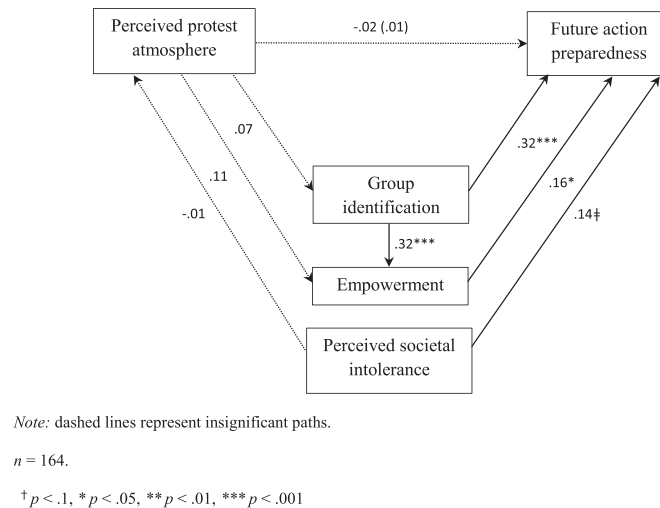 Perceived protest
atmosphere
-.02 (.01)
Future action
preparedness
.07
.11
-.01
Group
identification
.32***
.16*
.14ǂ
.32***
Empowerment
Perceived societal
intolerance
Note: dashed lines represent insignificant paths.
n = 164.
† p < .1, * p < .05, ** p < .01, *** p < .001